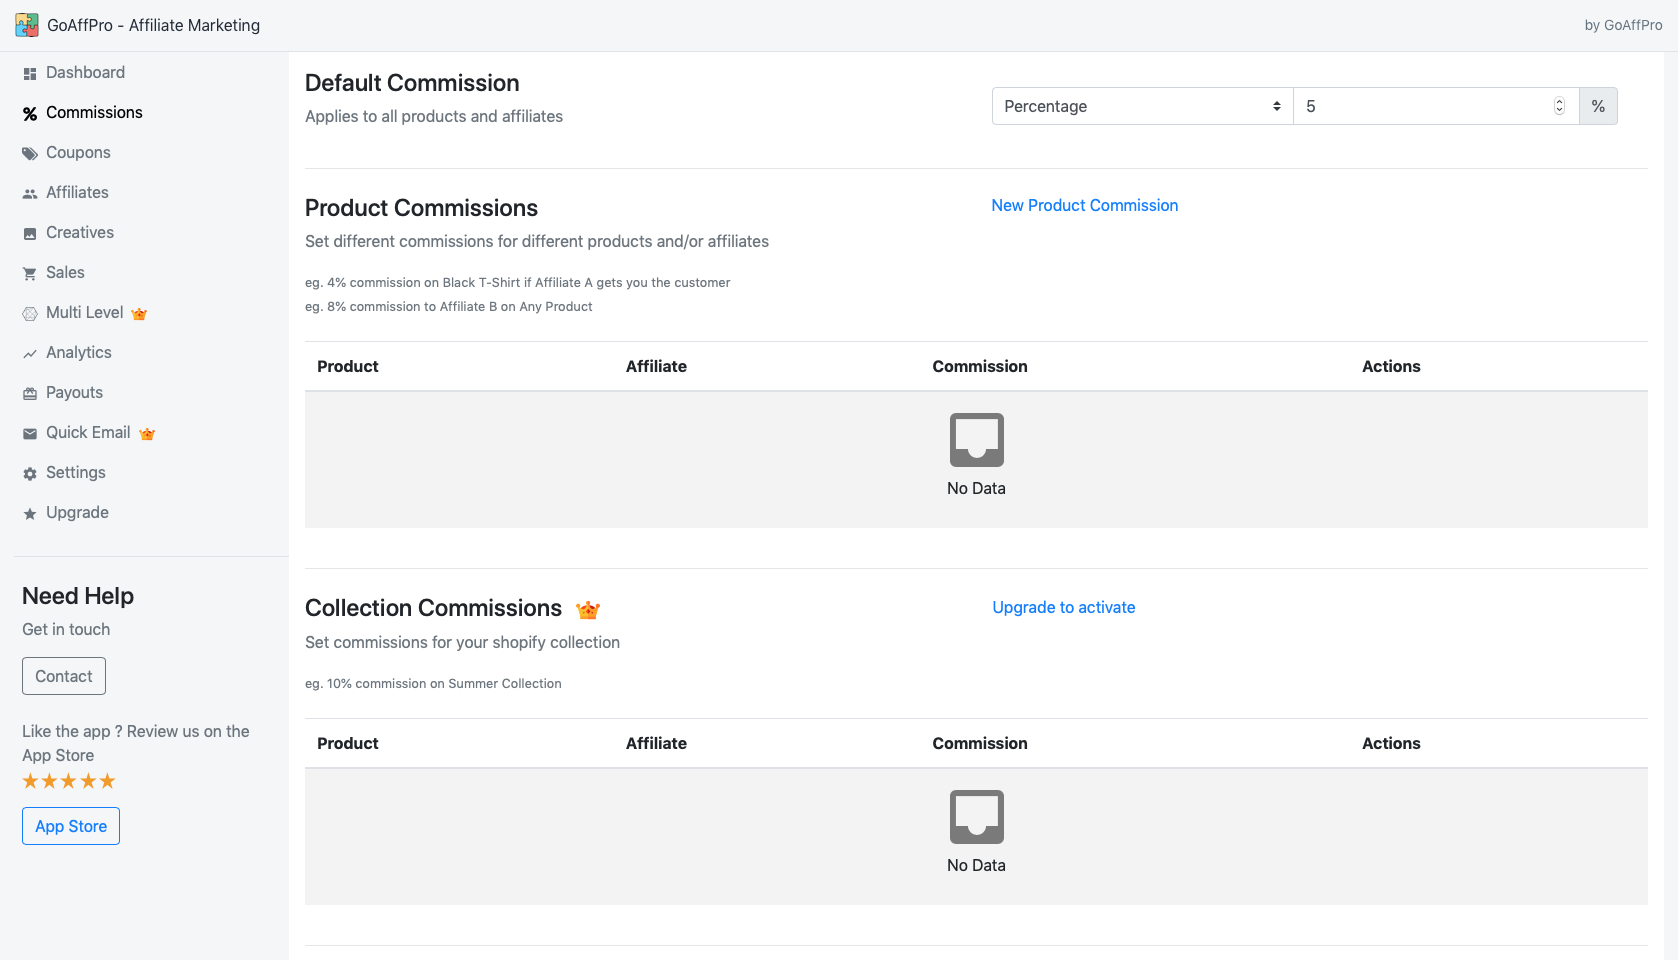 GoAffPro - Affiliate Marketing
by GoAffPro
Dashboard
Commissions
Coupons
Affiliates
Creatives
Sales
Multi Level
Analytics
Payouts
Quick Email
Settings
Upgrade
Need Help
Get in touch
Contact
Like the app ? Review us on the
App Store
App Store
Default Commission
Applies to all products and affiliates
Percentage
5
%
Product Commissions
New Product Commission
Set different commissions for different products and/or affiliates
eg. 4% commission on Black T-Shirt if Affiliate A gets you the customer
eg. 8% commission to Affiliate B on Any Product
Product Affiliate Commission Actions
No Data
Collection Commissions
Upgrade to activate
Set commissions for your shopify collection
eg. 10% commission on Summer Collection
Product Affiliate Commission Actions
No Data